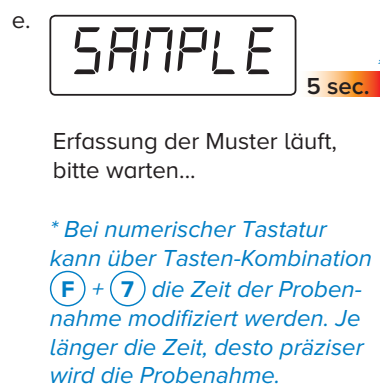 e.
SAMPLE
5 sec.
*
Erfassung der Muster läuft,
bitte warten...
* Bei numerischer Tastatur
kann über Tasten-Kombination
F + 7 die Zeit der Proben-
nahme modifiziert werden. Je
länger die Zeit, desto präziser
wird die Probenahme.